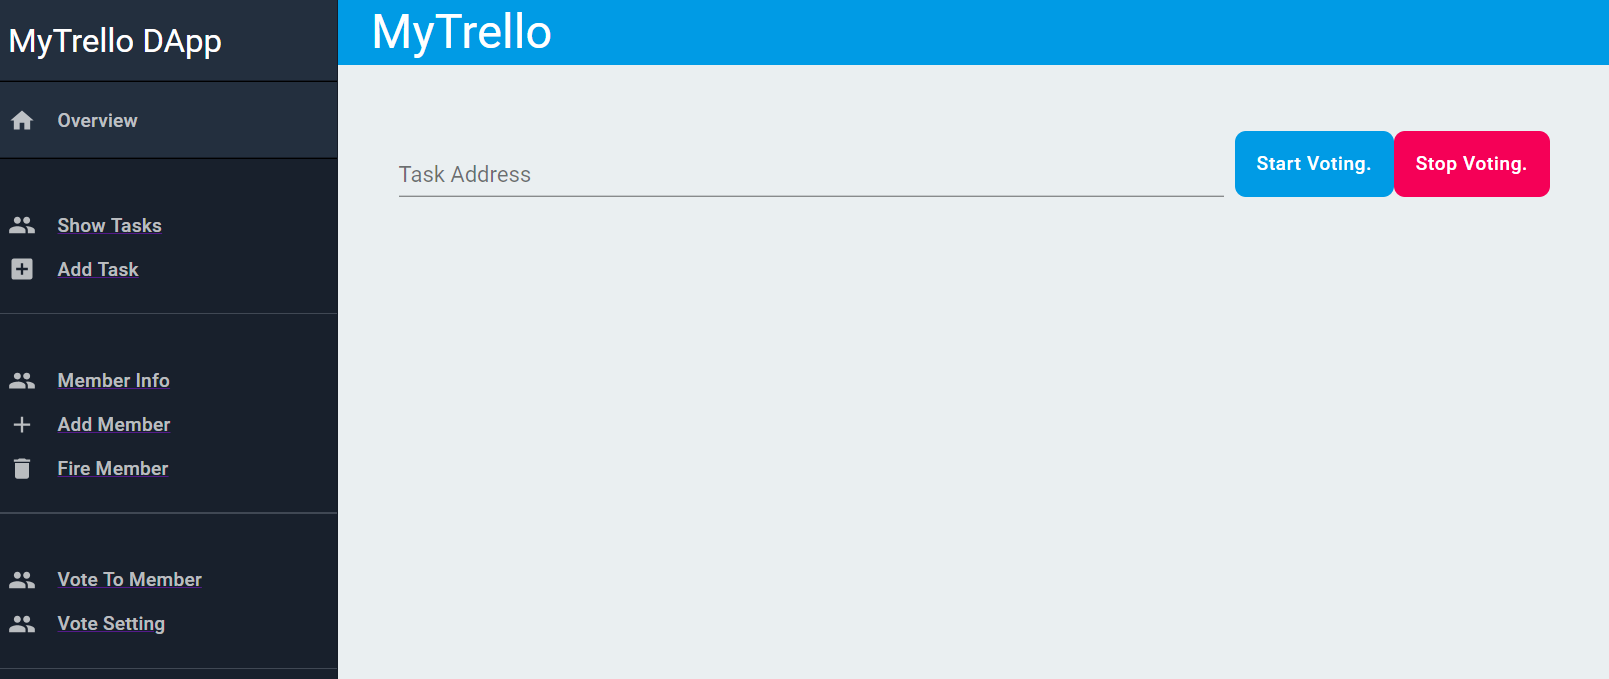 MyTrello DApp
Overview
Show Tasks
Add Task
Member Info
Add Member
Fire Member
Vote To Member
Vote Setting
MyTrello
Task Address
Start Voting.
Stop Voting.